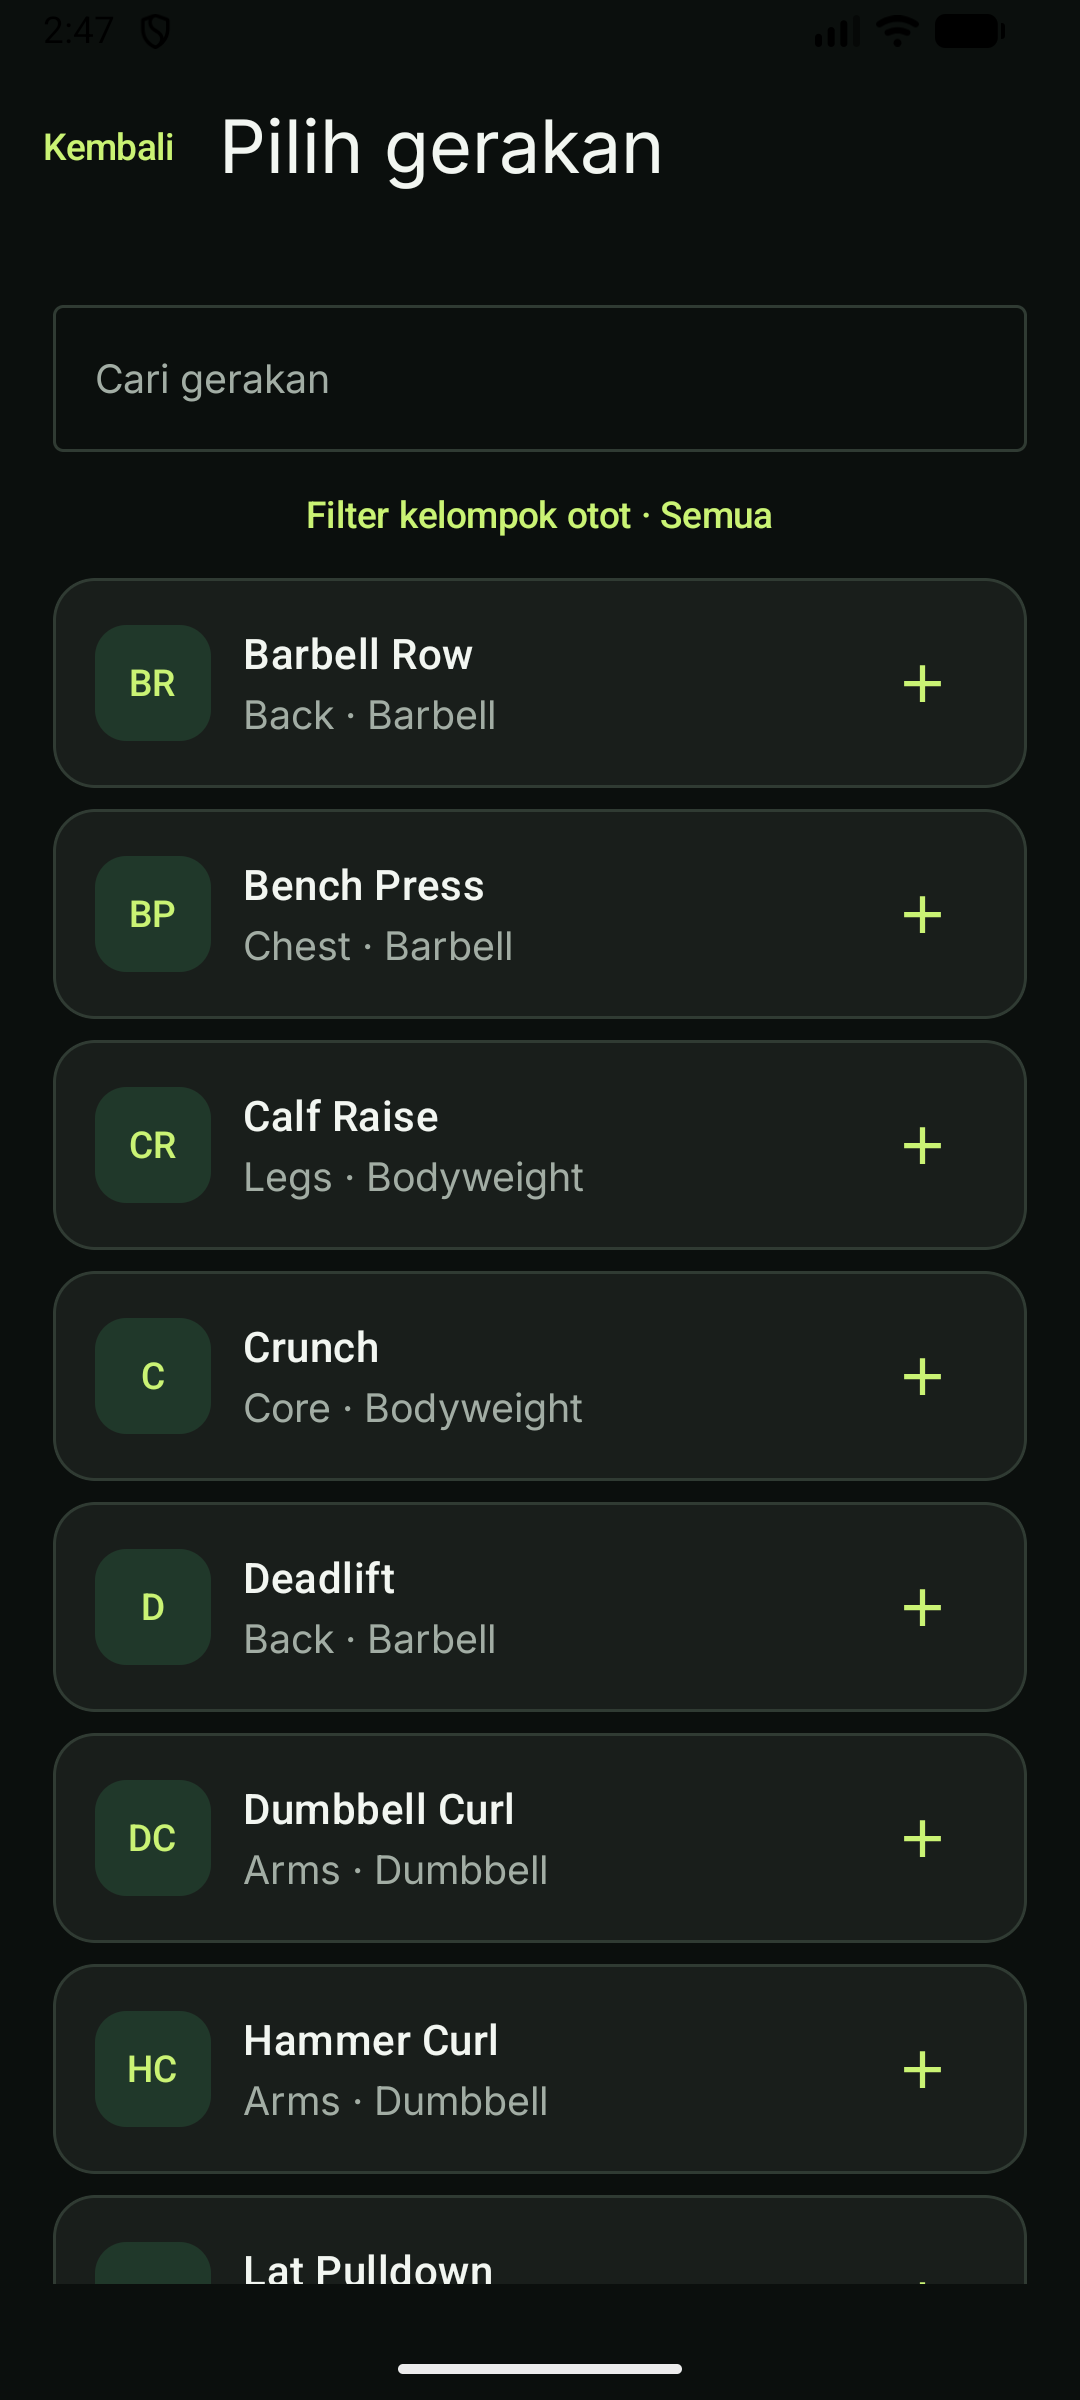 2:47
Kembali Pilih gerakan
Cari gerakan
Filter kelompok otot · Semua
BR
Barbell Row
Back · Barbell
+
BP
Bench Press
Chest · Barbell
+
CR
Calf Raise
Legs · Bodyweight
+
C
Crunch
Core · Bodyweight
+
D
Deadlift
Back · Barbell
+
DC
Dumbbell Curl
Arms · Dumbbell
+
HC
Hammer Curl
Arms · Dumbbell
+
Lat Pulldown